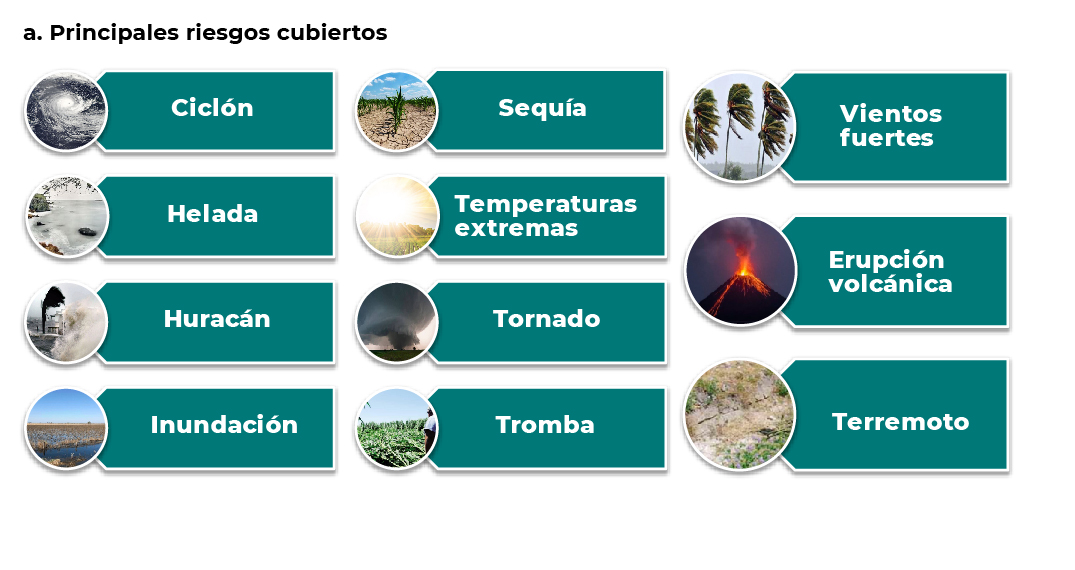 a. Principales riesgos cubiertos
Ciclón
Helada
Huracán
Inundación
Sequía
Temperaturas
extremas
Tornado
Tromba
Vientos
fuertes
Erupción
volcánica
Terremoto